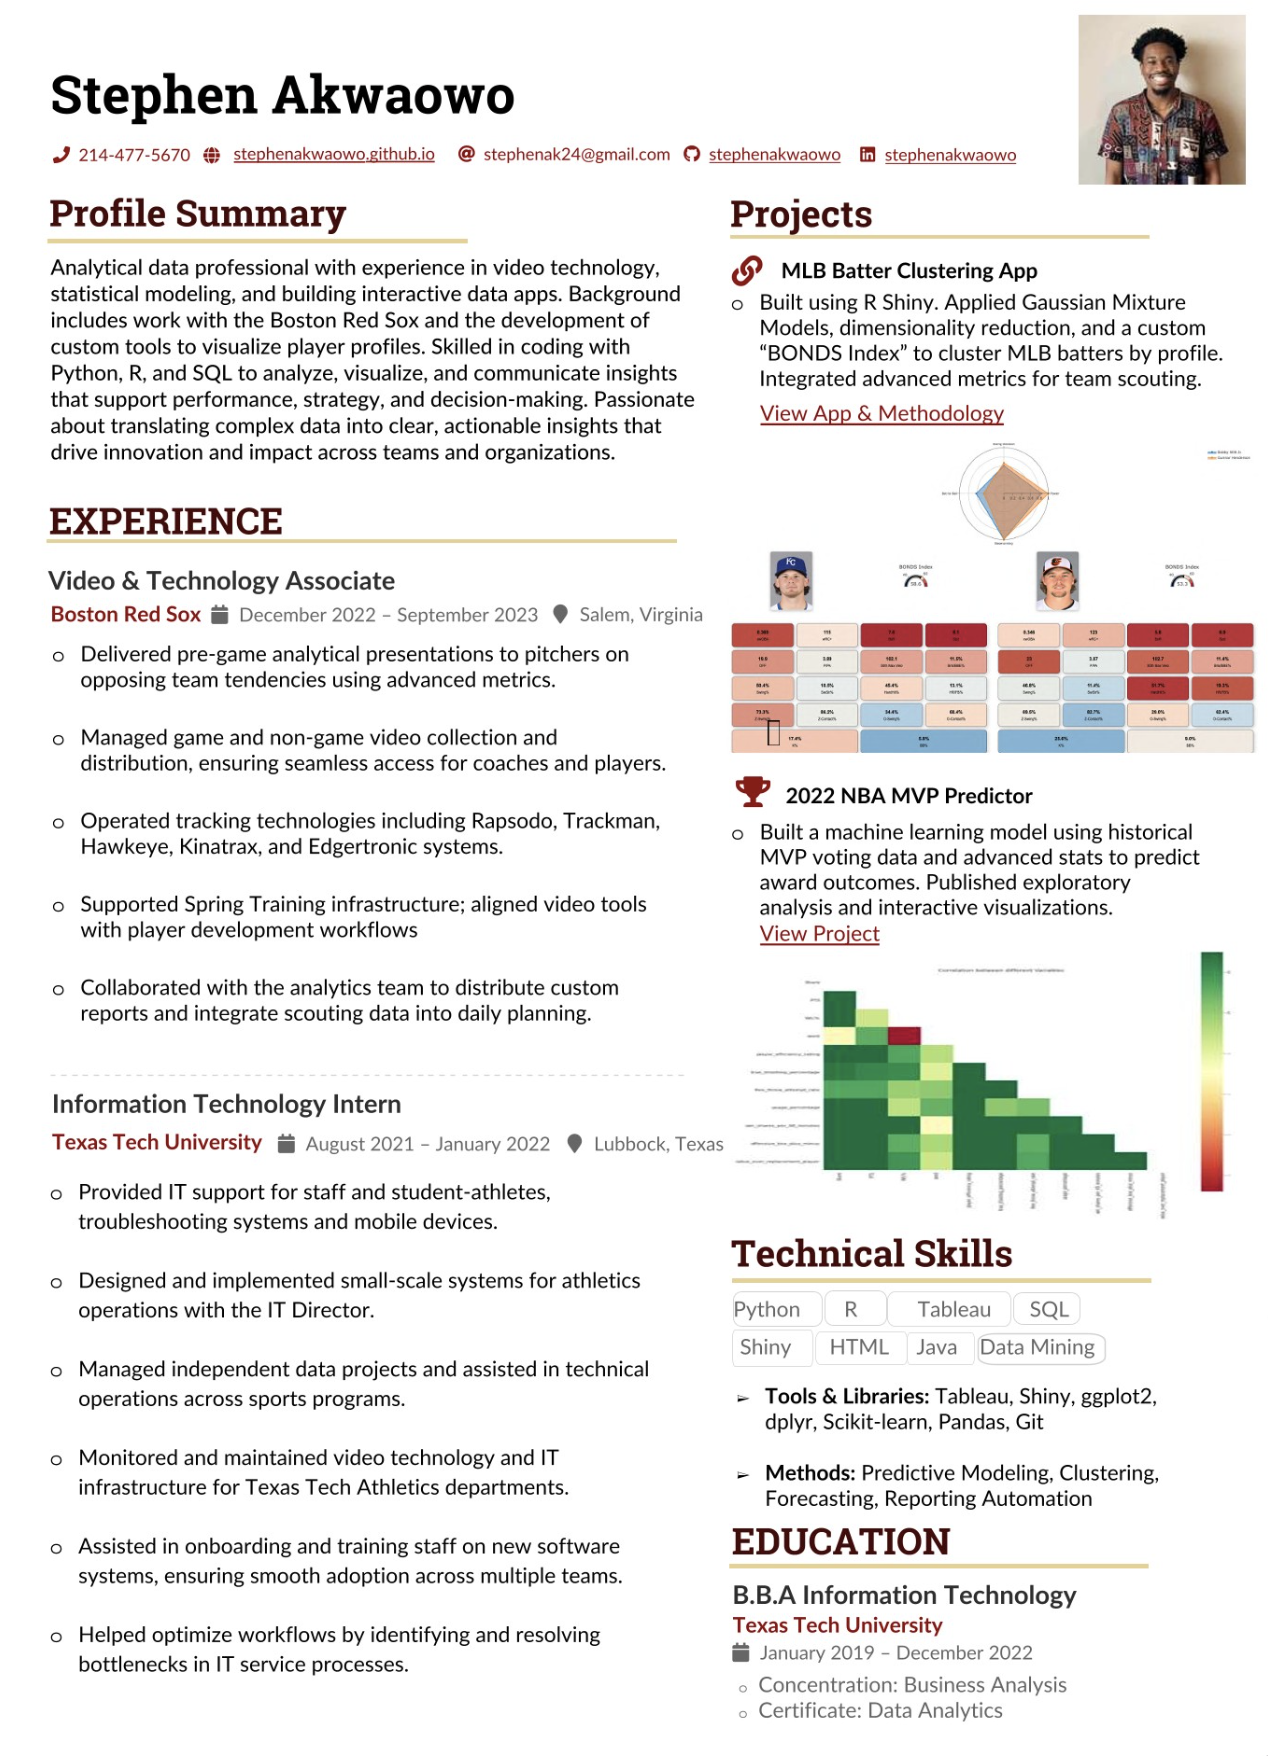 Stephen Akwaowo
214-477-5670 stephenakwaowo.github.io stephenak24@gmail.com stephenakwaowo stephenakwaowo
Profile Summary
Analytical data professional with experience in video technology,
statistical modeling, and building interactive data apps. Background
includes work with the Boston Red Sox and the development of
custom tools to visualize player profiles. Skilled in coding with
Python, R, and SQL to analyze, visualize, and communicate insights
that support performance, strategy, and decision-making. Passionate
about translating complex data into clear, actionable insights that
drive innovation and impact across teams and organizations.
EXPERIENCE
Video & Technology Associate
Boston Red Sox December 2022 – September 2023 Salem, Virginia
o Delivered pre-game analytical presentations to pitchers on
opposing team tendencies using advanced metrics.
o Managed game and non-game video collection and
distribution, ensuring seamless access for coaches and players.
o Operated tracking technologies including Rapsodo, Trackman,
Hawkeye, Kinatrax, and Edgertronic systems.
o Supported Spring Training infrastructure; aligned video tools
with player development workflows
o Collaborated with the analytics team to distribute custom
reports and integrate scouting data into daily planning.
Information Technology Intern
Texas Tech University August 2021 – January 2022 Lubbock, Texas
o Provided IT support for staff and student-athletes,
troubleshooting systems and mobile devices.
o Designed and implemented small-scale systems for athletics
operations with the IT Director.
o Managed independent data projects and assisted in technical
operations across sports programs.
o Monitored and maintained video technology and IT
infrastructure for Texas Tech Athletics departments.
o Assisted in onboarding and training staff on new software
systems, ensuring smooth adoption across multiple teams.
o Helped optimize workflows by identifying and resolving
bottlenecks in IT service processes.
Projects
MLB Batter Clustering App
o Built using R Shiny. Applied Gaussian Mixture
Models, dimensionality reduction, and a custom
“BONDS Index” to cluster MLB batters by profile.
Integrated advanced metrics for team scouting.
View App & Methodology
BONDS Index BONDS Index
2022 NBA MVP Predictor
o Built a machine learning model using historical
MVP voting data and advanced stats to predict
award outcomes. Published exploratory
analysis and interactive visualizations.
View Project
Correlation between different Variables
Technical Skills
Python R Tableau SQL
Shiny HTML Java Data Mining
➢ Tools & Libraries: Tableau, Shiny, ggplot2,
dplyr, Scikit-learn, Pandas, Git
➢ Methods: Predictive Modeling, Clustering,
Forecasting, Reporting Automation
EDUCATION
B.B.A Information Technology
Texas Tech University
January 2019 – December 2022
o Concentration: Business Analysis
o Certificate: Data Analytics